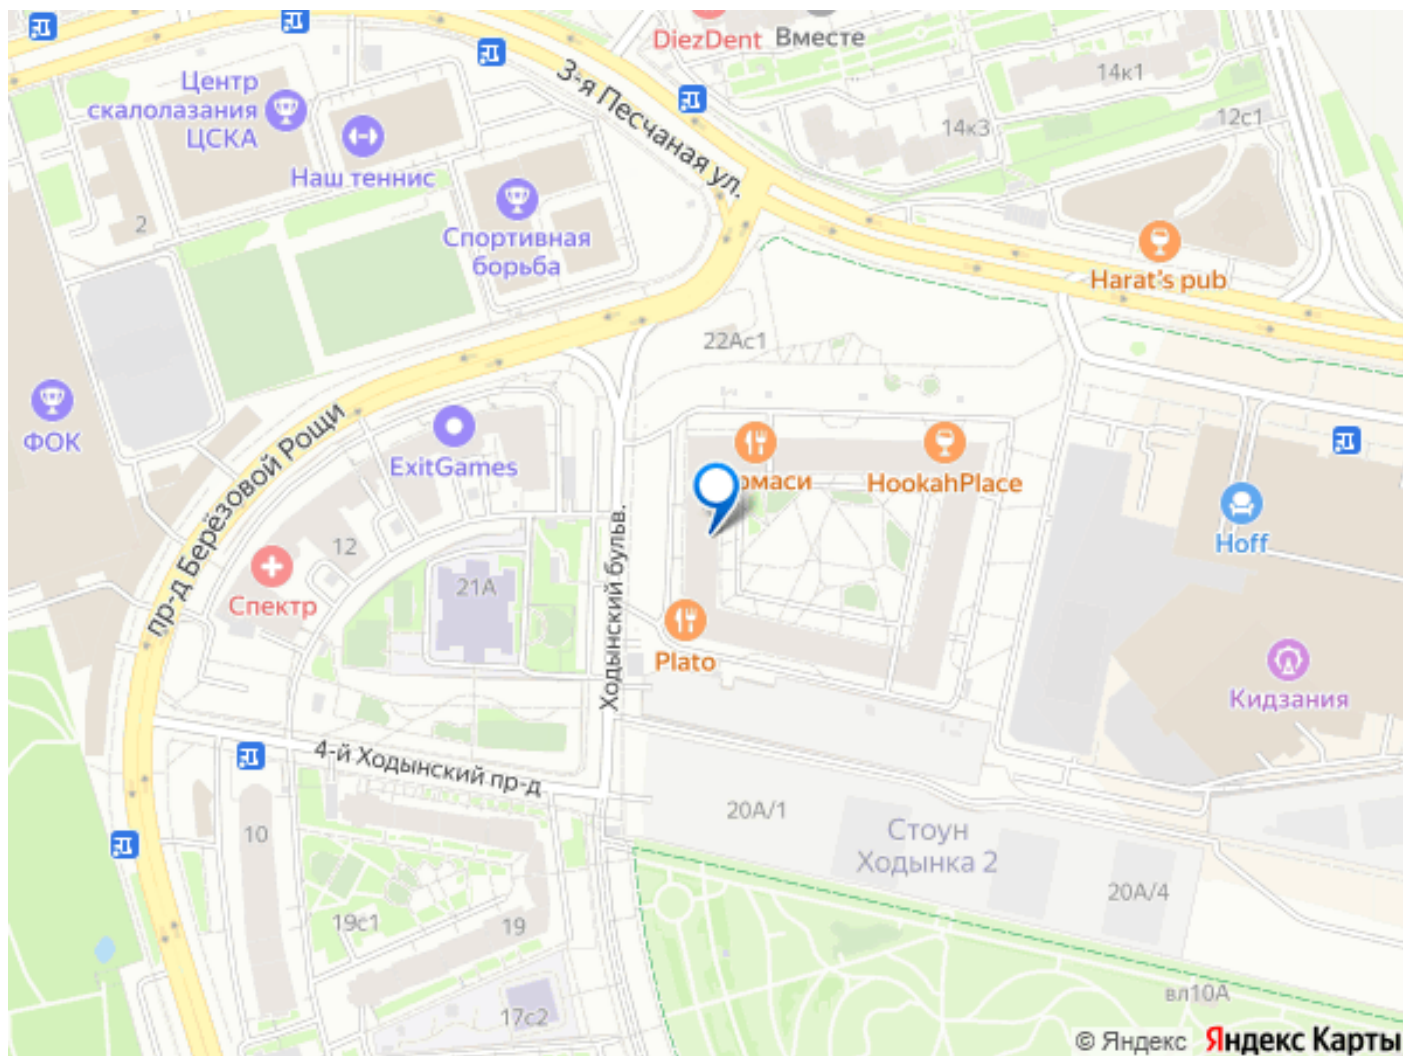 DiezDent
Вместе
Центр
скалолазания
ЦСКА
3-я Песчаная ул.
14к1
14к3
12с1
Наш теннис
2
Спортивная
борьба
Harat's pub
22Ас1
ФОК
пр-д Берёзовой Рощи
ExitGames
HookahPlace
Hoff
12
21А
Ходынский бульв.
Спектр
Plato
Кидзания
4-й Ходынский пр-д
20А/1
Стоун
Ходынка 2
10
20А/4
19с1
19
вл10А
17с2
© Яндекс Яндекс Карты